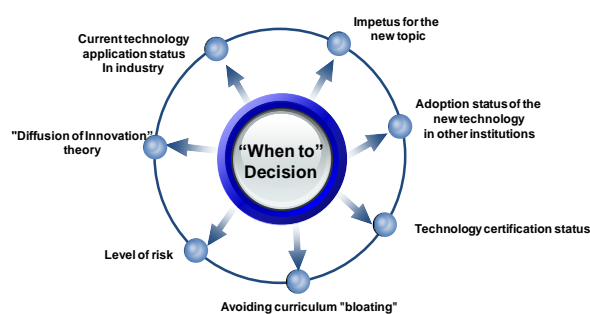 Impetus for the
new topic
Current technology
application status
In industry
Adoption status of the
new technology
in other institutions
"Diffusion of Innovation"
theory
“When to”
Decision
Technology certification status
Level of risk
Avoiding curriculum "bloating"